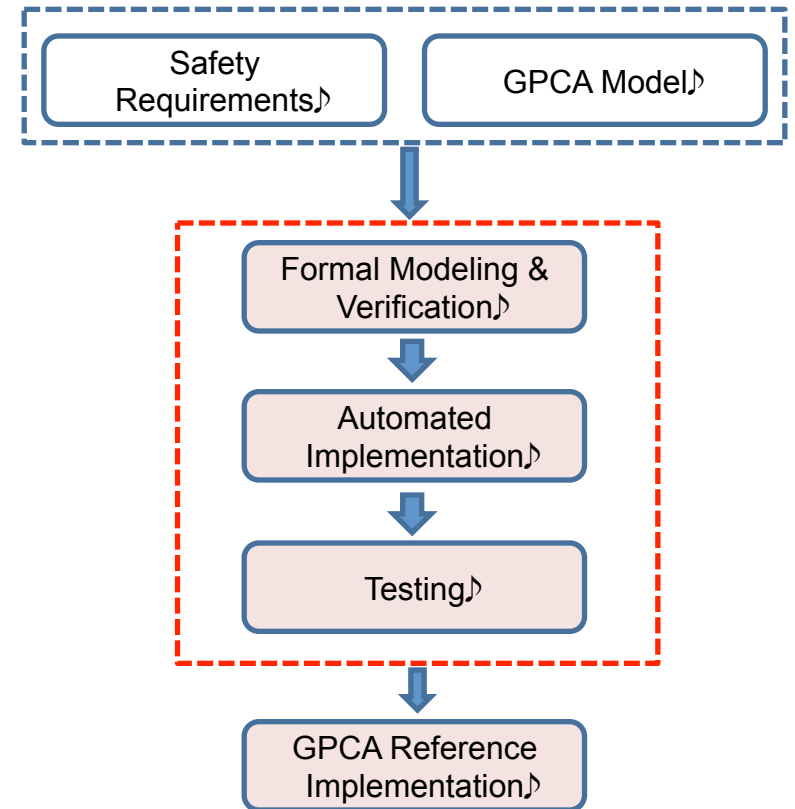 Safety
Requirements♪
GPCA Model♪
Formal Modeling &
Verification♪
Automated
Implementation♪
Testing♪
GPCA Reference
Implementation♪